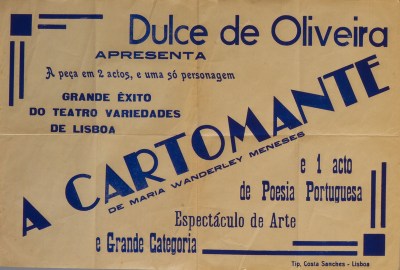 Dulce de Oliveira
APRESENTA
A peça em 2 actos, e uma só personagem
GRANDE ÊXITO
DO TEATRO VARIEDADES
DE LISBOA
A CARTOMANTE
DE MARIA WANDERLEY MENESES
e 1 acto
de Poesia Portuguesa
Espectáculo de Arte
e Grande Categoria
Tip. Costa Sanches - Lisboa